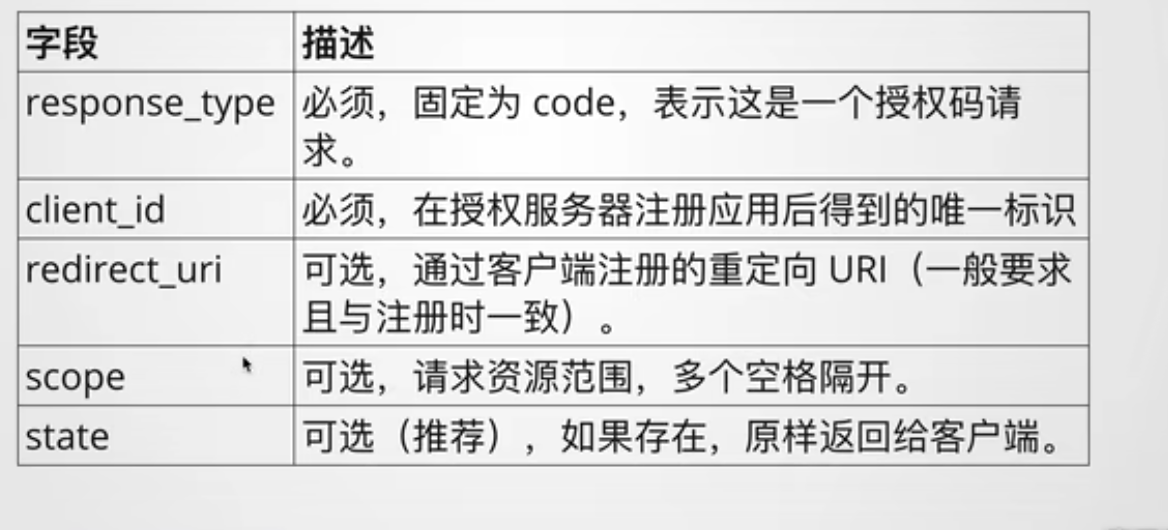 字段 描述
response_type 必须，固定为 code，表示这是一个授权码请
求。
client_id 必须，在授权服务器注册应用后得到的唯一标识
redirect_uri 可选，通过客户端注册的重定向 URI（一般要求
且与注册时一致）。
scope 可选，请求资源范围，多个空格隔开。
state 可选（推荐），如果存在，原样返回给客户端。